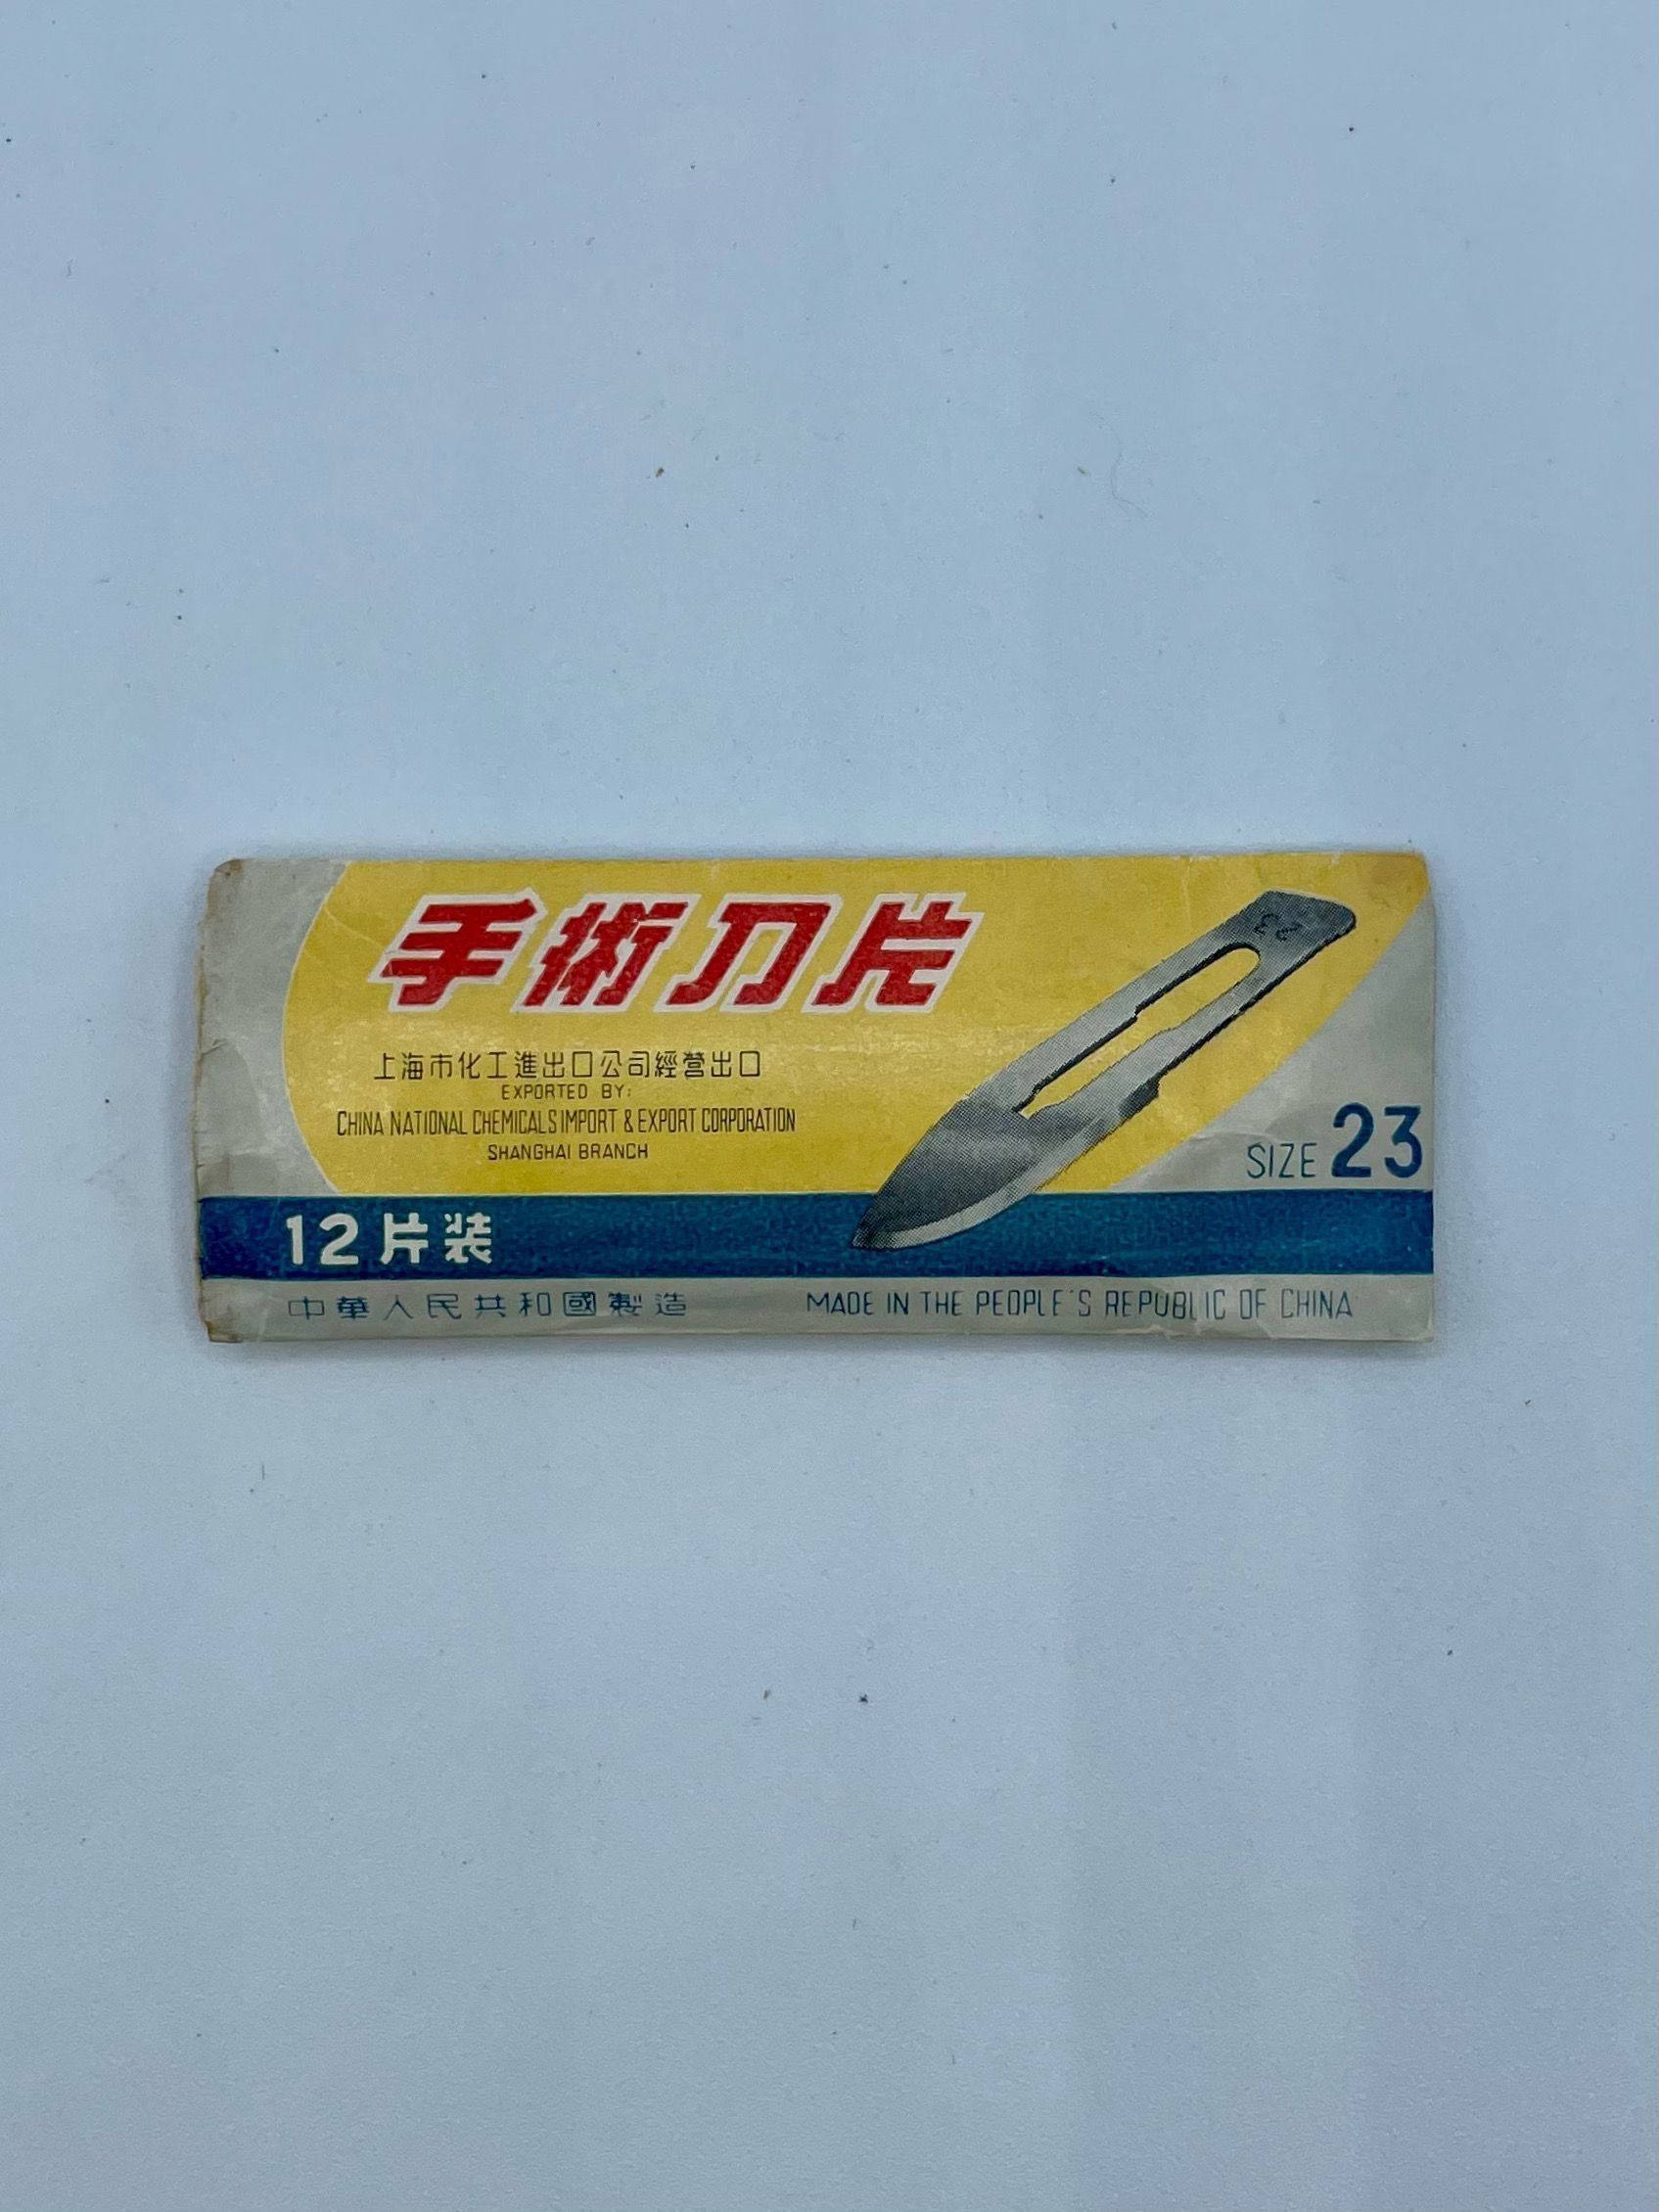 手術刀片
上海市化工進出口公司經營出口
EXPORTED BY:
CHINA NATIONAL CHEMICALS IMPORT & EXPORT CORPORATION
SHANGHAI BRANCH
23
SIZE 23
12片装
中華人民共和國製造
MADE IN THE PEOPLE'S REPUBLIC OF CHINA